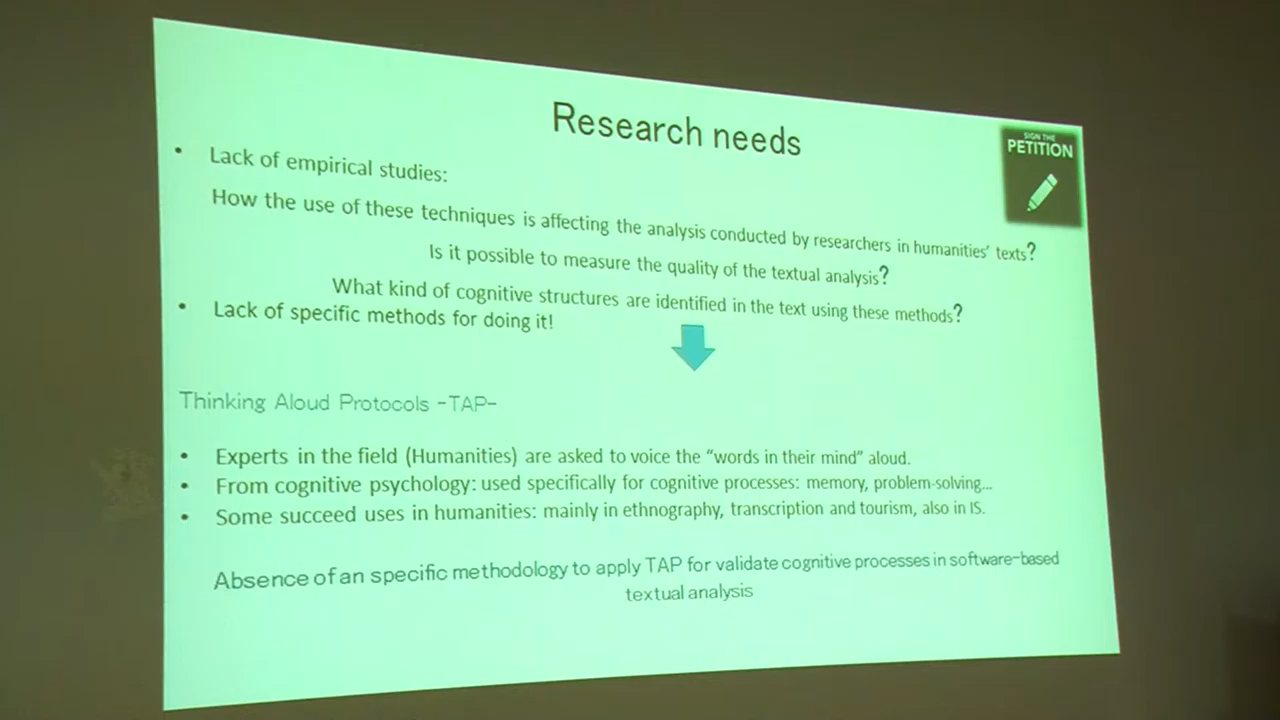 Research needs
SIGN THE
PETITION
• Lack of empirical studies:
How the use of these techniques is affecting the analysis conducted by researchers in humanities' texts?
Is it possible to measure the quality of the textual analysis?
What kind of cognitive structures are identified in the text using these methods?
• Lack of specific methods for doing it!
Thinking Aloud Protocols -TAP-
• Experts in the field (Humanities) are asked to voice the “words in their mind” aloud.
• From cognitive psychology: used specifically for cognitive processes: memory, problem-solving...
• Some succeed uses in humanities: mainly in ethnography, transcription and tourism, also in IS.
Absence of an specific methodology to apply TAP for validate cognitive processes in software-based
textual analysis